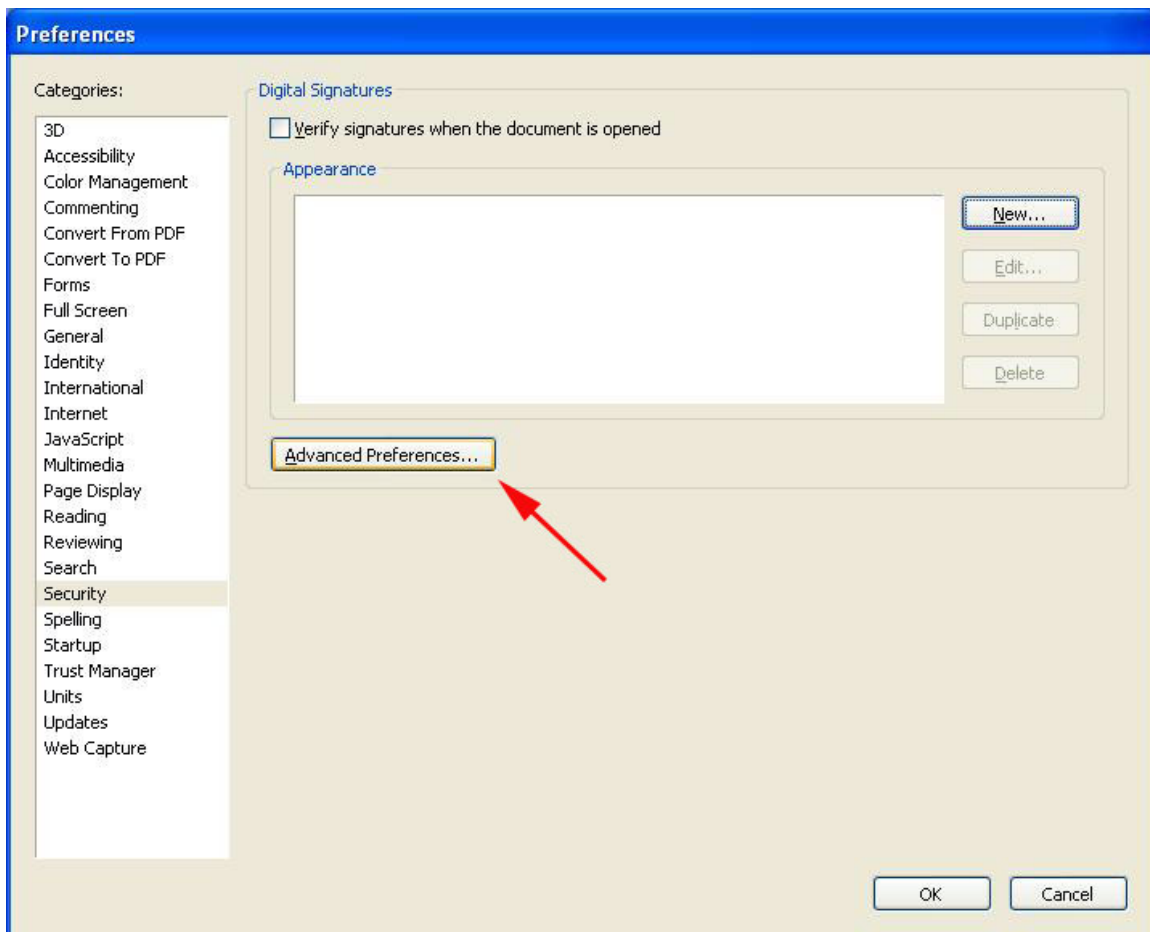 Preferences
Categories:
3D
Accessibility
Color Management
Commenting
Convert From PDF
Convert To PDF
Forms
Full Screen
General
Identity
International
Internet
JavaScript
Multimedia
Page Display
Reading
Reviewing
Search
Security
Spelling
Startup
Trust Manager
Units
Updates
Web Capture
Digital Signatures
Verify signatures when the document is opened
Appearance
New...
Edit...
Duplicate
Delete
Advanced Preferences...
OK
Cancel